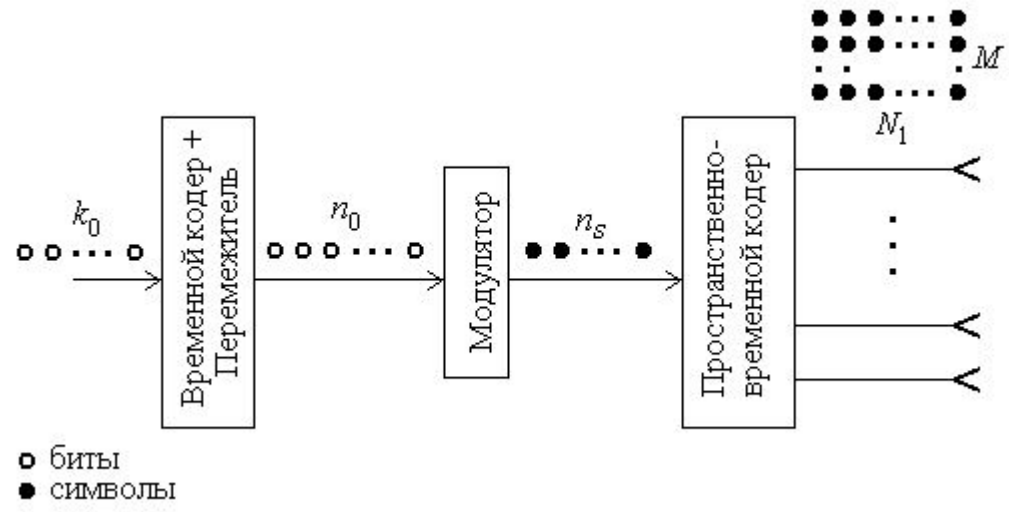 M
N₁
k₀
Временной кодер +
Перемежитель
n₀
Модулятор
nₛ
Пространственно-
временной кодер
биты
символы